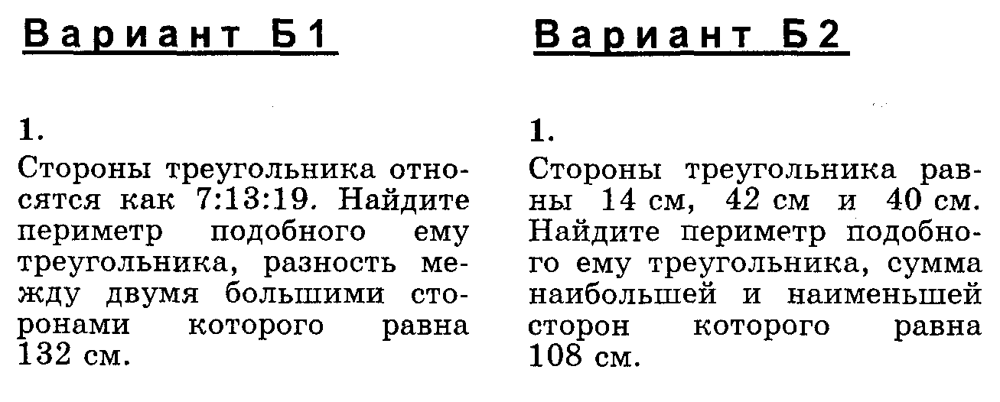 Вариант Б1
1.
Стороны треугольника отно-
сятся как 7:13:19. Найдите
периметр подобного ему
треугольника, разность ме-
жду двумя большими сто-
ронами которого равна
132 см.
Вариант Б2
1.
Стороны треугольника рав-
ны 14 см, 42 см и 40 см.
Найдите периметр подобно-
го ему треугольника, сумма
наибольшей и наименьшей
сторон которого равна
108 см.